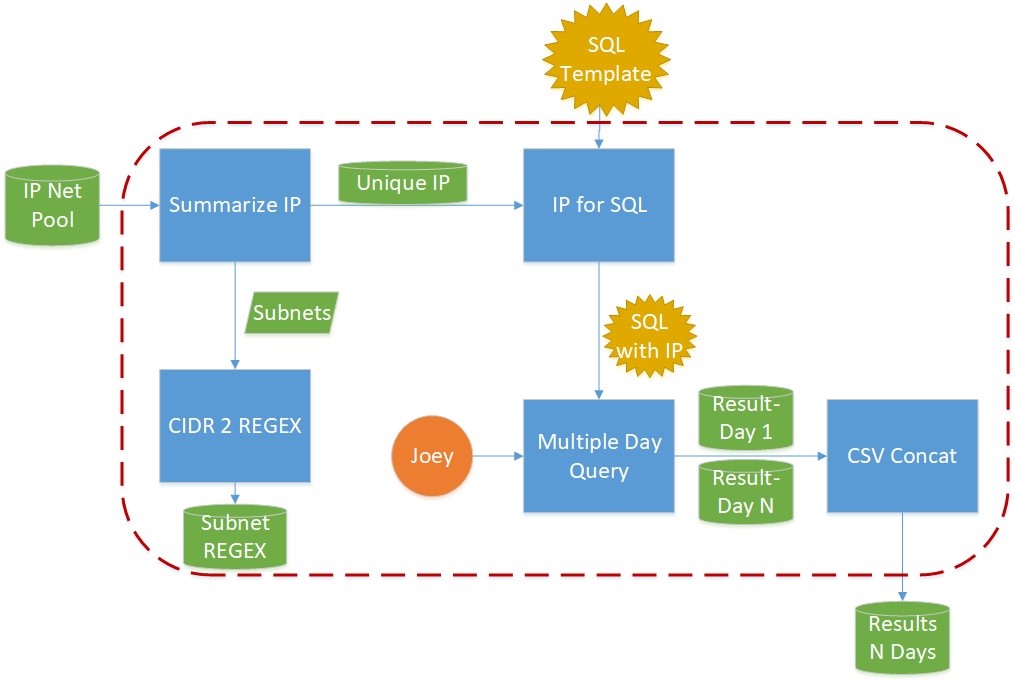 SQL
Template
IP Net
Pool
Summarize IP
Unique IP
IP for SQL
Subnets
SQL
with IP
CIDR 2 REGEX
Joey
Multiple Day
Query
Result-
Day 1
Result-
Day N
CSV Concat
Subnet
REGEX
Results
N Days